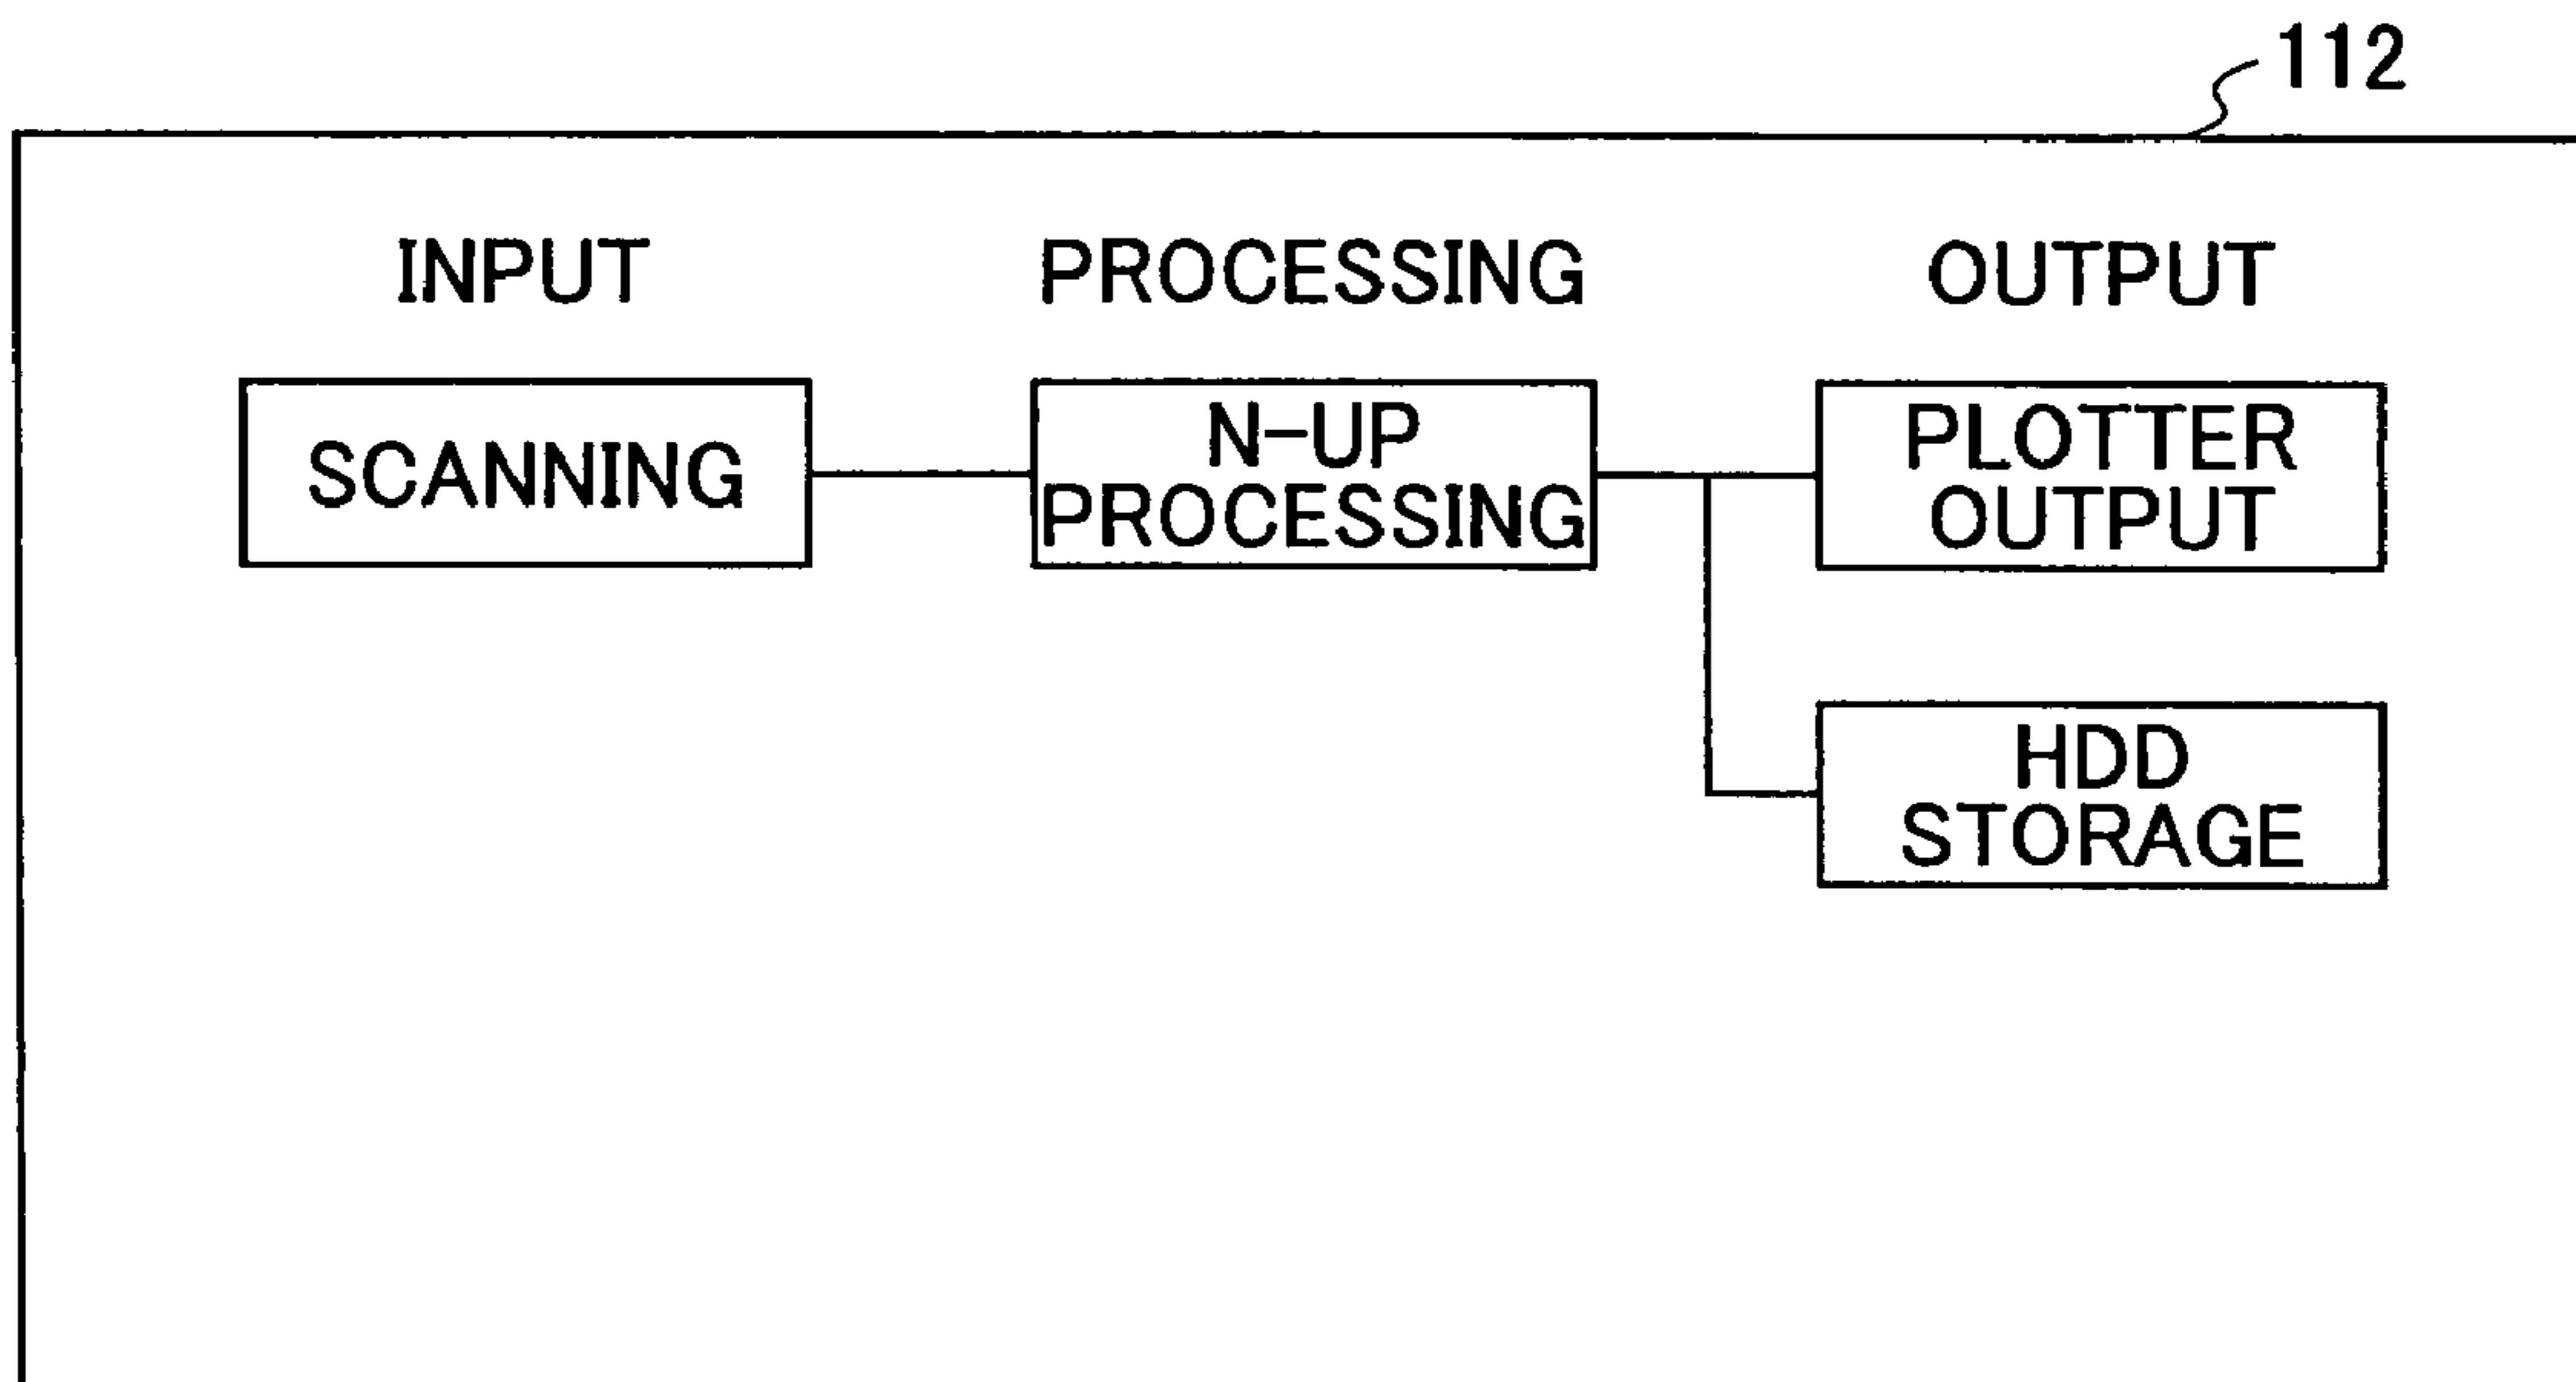 112
INPUT
PROCESSING
OUTPUT
SCANNING
N-UP
PROCESSING
PLOTTER
OUTPUT
HDD
STORAGE